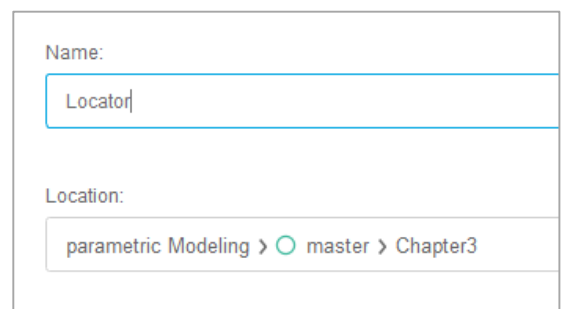 Name:
Locator
Location:
parametric Modeling > master > Chapter3